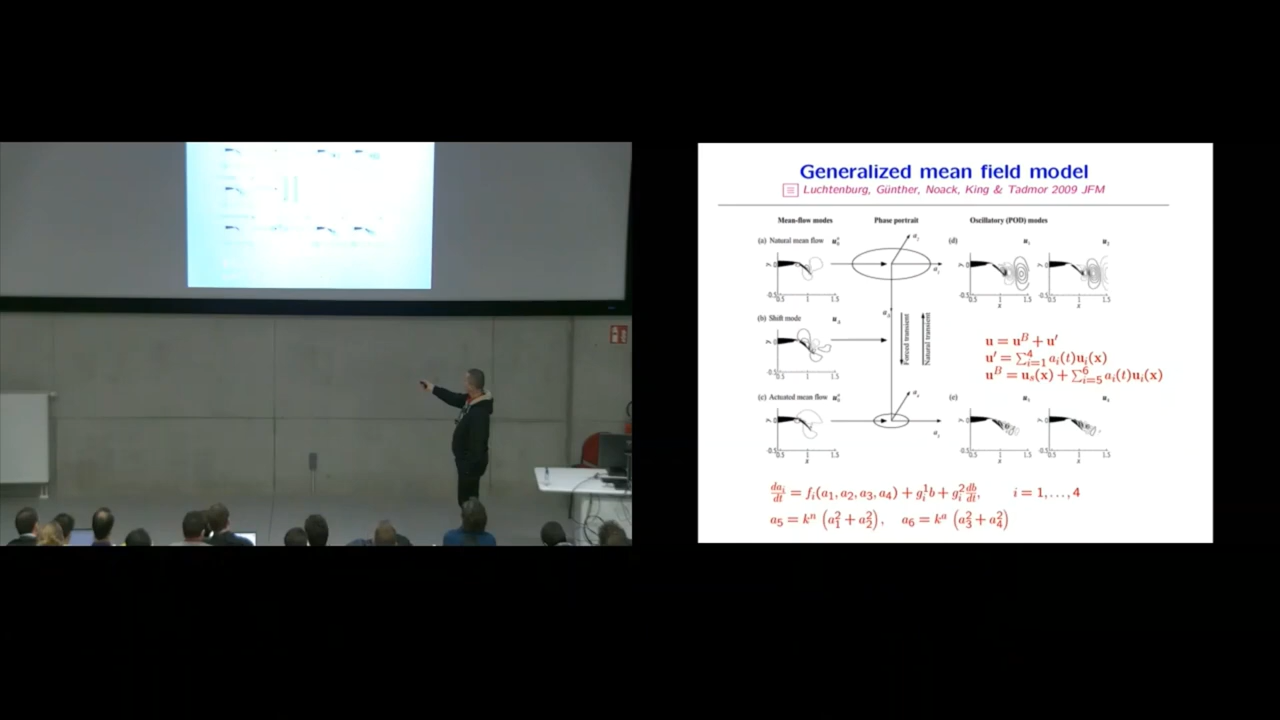 Generalized mean field model
Luchtenburg, Günther, Noack, King & Tadmor 2009 JFM
Mean-flow modes Phase portrait Oscillatory (POD) modes
(a) Natural mean flow
(d)
(b) Shift mode
Forced transient
Natural transient
u = u^B + u'
u' = ∑_{i=1}^4 a_i(t)u_i(x)
u^B = u_s(x) + ∑_{i=5}^6 a_i(t)u_i(x)
(c) Actuated mean flow
(e)
da_i/dt = f_i(a_1, a_2, a_3, a_4) + g_i^1 b + g_i^2 db/dt, i = 1, . . . , 4
a_5 = k^n (a_1^2 + a_2^2), a_6 = k^a (a_3^2 + a_4^2)